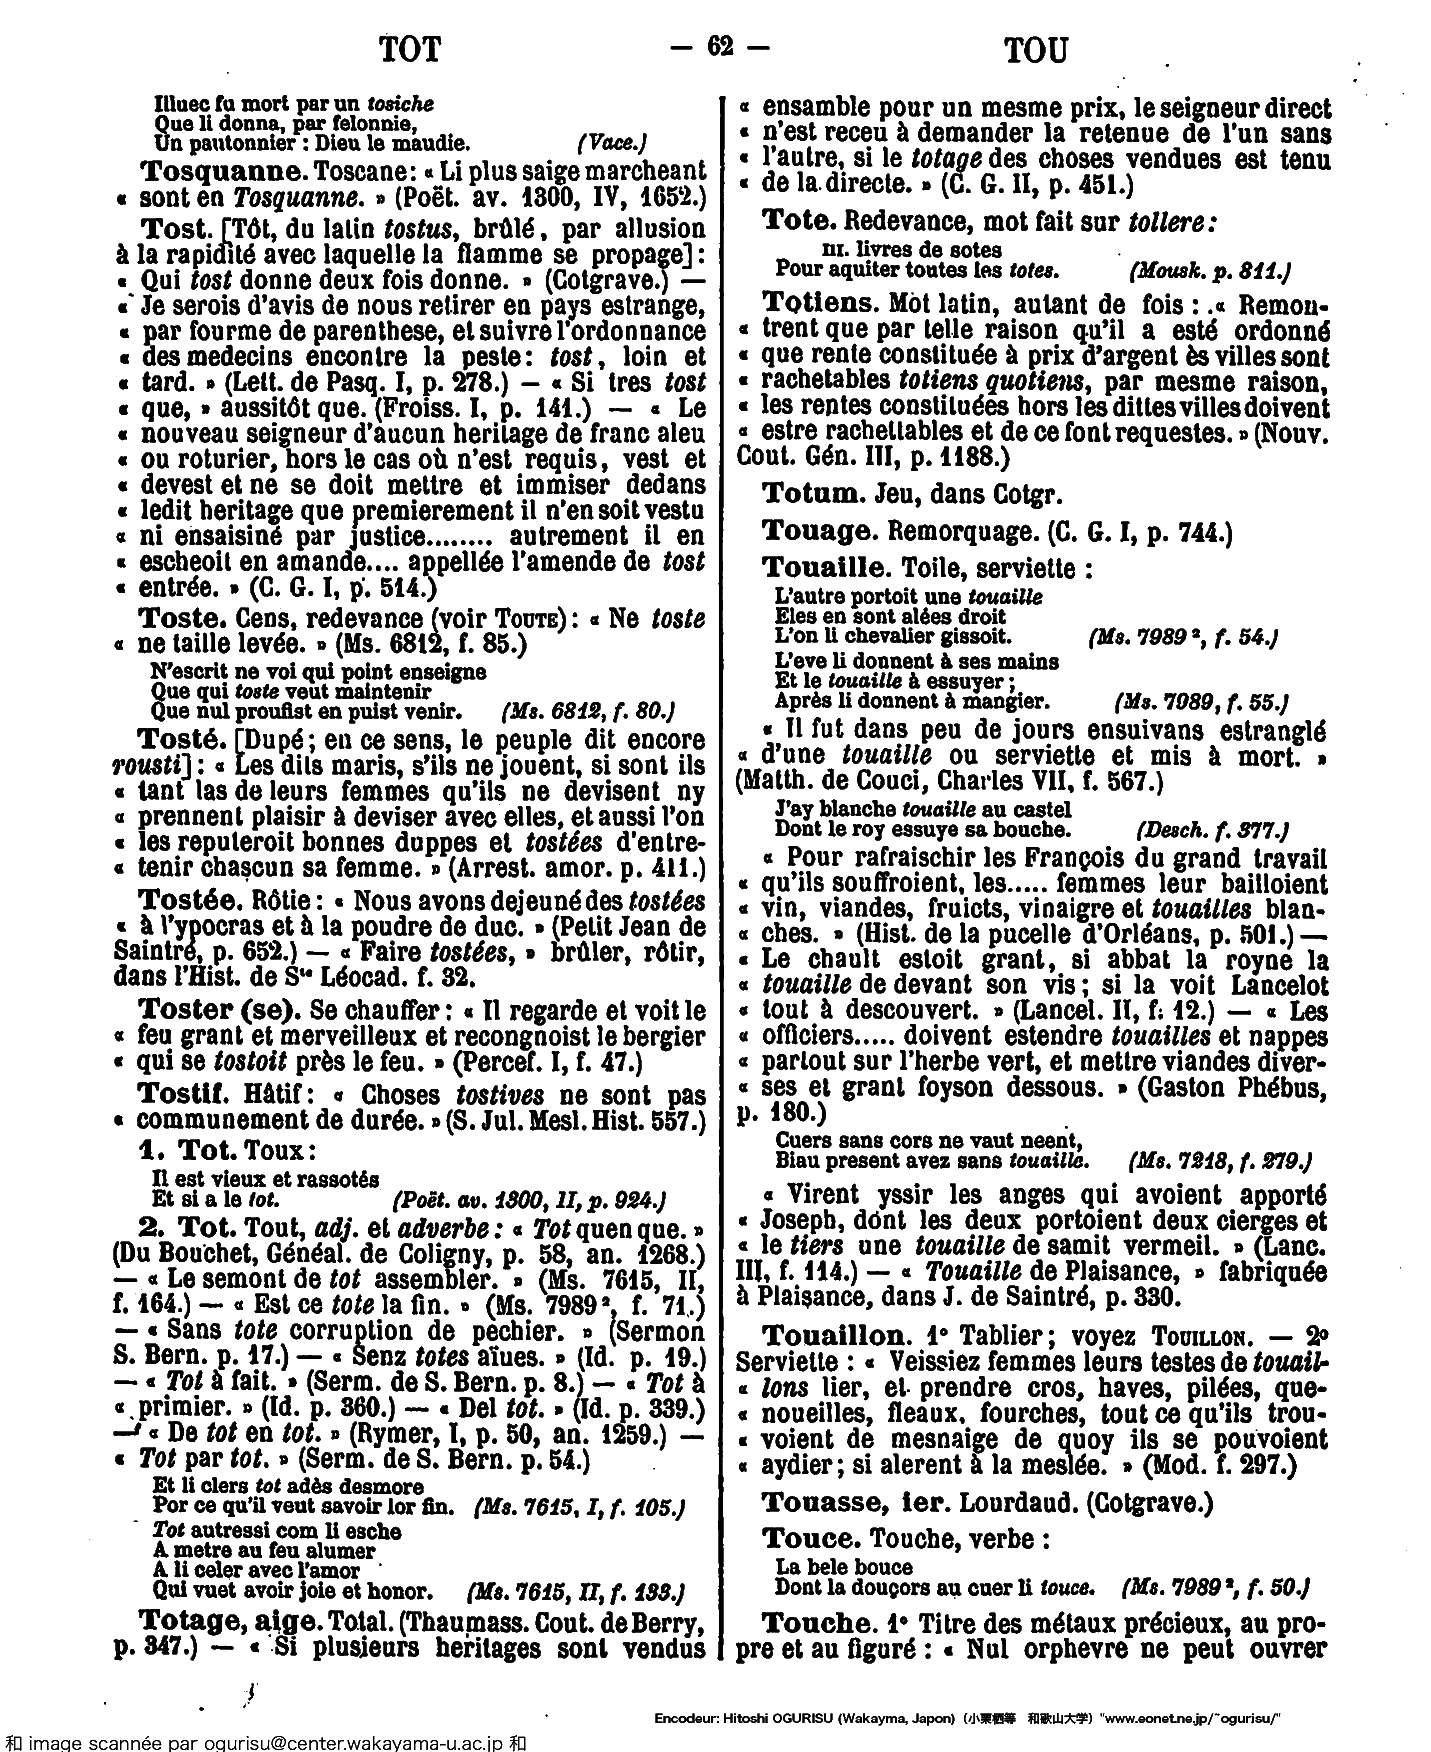 TOT — 62 — TOU
Illuec fu mort par un tosiche
Que li donna, par felonnie,
Un pautonnier : Dieu le maudie. (Vace.)
Tosquanne. Toscane : « Li plus saige marcheant
« sont en Tosquanne. » (Poët. av. 1300, IV, 1652.)
Tost. [Tôt, du latin tostus, brûlé, par allusion
à la rapidité avec laquelle la flamme se propage] :
« Qui tost donne deux fois donne. » (Cotgrave.) —
« Je serois d'avis de nous retirer en pays estrange,
« par fourme de parenthese, et suivre l'ordonnance
« des medecins encontre la peste : tost, loin et
« tard. » (Lett. de Pasq. I, p. 278.) — « Si tres tost
« que, » aussitôt que. (Froiss. I, p. 141.) — « Le
« nouveau seigneur d'aucun heritage de franc aleu
« ou roturier, hors le cas où n'est requis, vest et
« devest et ne se doit mettre et immiser dedans
« ledit heritage que premierement il n'en soit vestu
« ni ensaisiné par justice........ autrement il en
« escheoit en amande.... appellée l'amende de tost
« entrée. » (C. G. I, p. 514.)
Toste. Cens, redevance (voir TOUTE) : « Ne toste
« ne taille levée. » (Ms. 6812, f. 85.)
N'escrit ne voi qui point enseigne
Que qui toste veut maintenir
Que nul proufist en puist venir. (Ms. 6812, f. 80.)
Tosté. [Dupé ; en ce sens, le peuple dit encore
rousti] : « Les dits maris, s'ils ne jouent, si sont ils
« tant las de leurs femmes qu'ils ne devisent ny
« prennent plaisir à deviser avec elles, et aussi l'on
« les reputeroit bonnes duppes et tostées d'entre-
« tenir chascun sa femme. » (Arrest. amor. p. 411.)
Tostée. Rôtie : « Nous avons dejeuné des tostées
« à l'ypocras et à la poudre de duc. » (Petit Jean de
Saintré, p. 652.) — « Faire tostées, » brûler, rôtir,
dans l'Hist. de Ste Léocad. f. 32.
Toster (se). Se chauffer : « Il regarde et voit le
« feu grant et merveilleux et recongnoist le bergier
« qui se tostoit près le feu. » (Percef. I, f. 47.)
Tostif. Hâtif : « Choses tostives ne sont pas
« communement de durée. » (S. Jul. Mesl. Hist. 557.)
1. Tot. Toux :
Il est vieux et rassotés
Et si a le tot. (Poët. av. 1300, II, p. 924.)
2. Tot. Tout, adj. et adverbe : « Tot quen que. »
(Du Bouchet, Généal. de Coligny, p. 58, an. 1268.)
— « Le semont de tot assembler. » (Ms. 7615, II,
f. 164.) — « Est ce tote la fin. » (Ms. 7989 ², f. 71.)
— « Sans tote corruption de pechier. » (Sermon
S. Bern. p. 17.) — « Senz totes aïues. » (Id. p. 19.)
— « Tot à fait. » (Serm. de S. Bern. p. 8.) — « Tot à
« primier. » (Id. p. 360.) — « Del tot. » (Id. p. 339.)
— « De tot en tot. » (Rymer, I, p. 50, an. 1259.) —
« Tot par tot. » (Serm. de S. Bern. p. 54.)
Et li clers tot adès desmore
Por ce qu'il veut savoir lor fin. (Ms. 7615, I, f. 105.)
Tot autressi com li esche
A metre au feu alumer
A li celer avec l'amor
Qui vuet avoir joie et honor. (Ms. 7615, II, f. 133.)
Totage, aige. Total. (Thaumass. Cout. de Berry,
p. 347.) — « Si plusieurs heritages sont vendus
« ensamble pour un mesme prix, le seigneur direct
« n'est receu à demander la retenue de l'un sans
« l'autre, si le totage des choses vendues est tenu
« de la directe. » (C. G. II, p. 451.)
Tote. Redevance, mot fait sur tollere :
III. livres de sotes
Pour aquiter toutes les totes. (Mousk. p. 811.)
Totiens. Mot latin, autant de fois : « Remon-
« trent que par telle raison qu'il a esté ordonné
« que rente constituée à prix d'argent ès villes sont
« rachetables totiens quotiens, par mesme raison,
« les rentes constituées hors les dittes villes doivent
« estre rachettables et de ce font requestes. » (Nouv.
Cout. Gén. III, p. 1188.)
Totum. Jeu, dans Cotgr.
Touage. Remorquage. (C. G. I, p. 744.)
Touaille. Toile, serviette :
L'autre portoit une touaille
Eles en sont alées droit
L'on li chevalier gissoit. (Ms. 7989 ², f. 54.)
L'eve li donnent à ses mains
Et le touaille à essuyer ;
Après li donnent à mangier. (Ms. 7989, f. 55.)
« Il fut dans peu de jours ensuivans estranglé
« d'une touaille ou serviette et mis à mort. »
(Matth. de Couci, Charles VII, f. 567.)
J'ay blanche touaille au castel
Dont le roy essuye sa bouche. (Desch. f. 377.)
« Pour rafraischir les François du grand travail
« qu'ils souffroient, les..... femmes leur bailloient
« vin, viandes, fruicts, vinaigre et touailles blan-
« ches. » (Hist. de la pucelle d'Orléans, p. 501.) —
« Le chault estoit grant, si abbat la royne la
« touaille de devant son vis ; si la voit Lancelot
« tout à descouvert. » (Lancel. II, f. 12.) — « Les
« officiers..... doivent estendre touailles et nappes
« partout sur l'herbe vert, et mettre viandes diver-
« ses et grant foyson dessous. » (Gaston Phébus,
p. 180.)
Cuers sans cors ne vaut neent,
Biau present avez sans touaille. (Ms. 7218, f. 279.)
« Virent yssir les anges qui avoient apporté
« Joseph, dont les deux portoient deux cierges et
« le tiers une touaille de samit vermeil. » (Lanc.
III, f. 114.) — « Touaille de Plaisance, » fabriquée
à Plaisance, dans J. de Saintré, p. 330.
Touaillon. 1° Tablier ; voyez TOUILLON. — 2°
Serviette : « Veissiez femmes leurs testes de touail-
« lons lier, et prendre cros, haves, pilées, que-
« noueilles, fleaux, fourches, tout ce qu'ils trou-
« voient de mesnaige de quoy ils se pouvoient
« aydier ; si alerent à la meslée. » (Mod. f. 297.)
Touasse, ier. Lourdaud. (Cotgrave.)
Touce. Touche, verbe :
La bele bouce
Dont la douçors au cuer li touce. (Ms. 7989 ², f. 50.)
Touche. 1° Titre des métaux précieux, au pro-
pre et au figuré : « Nul orphevre ne peut ouvrer
Encodeur: Hitoshi OGURISU (Wakayma, Japon) (小栗栖等 和歌山大学) "www.eonet.ne.jp/~ogurisu/"
和 image scannée par ogurisu@center.wakayama-u.ac.jp 和